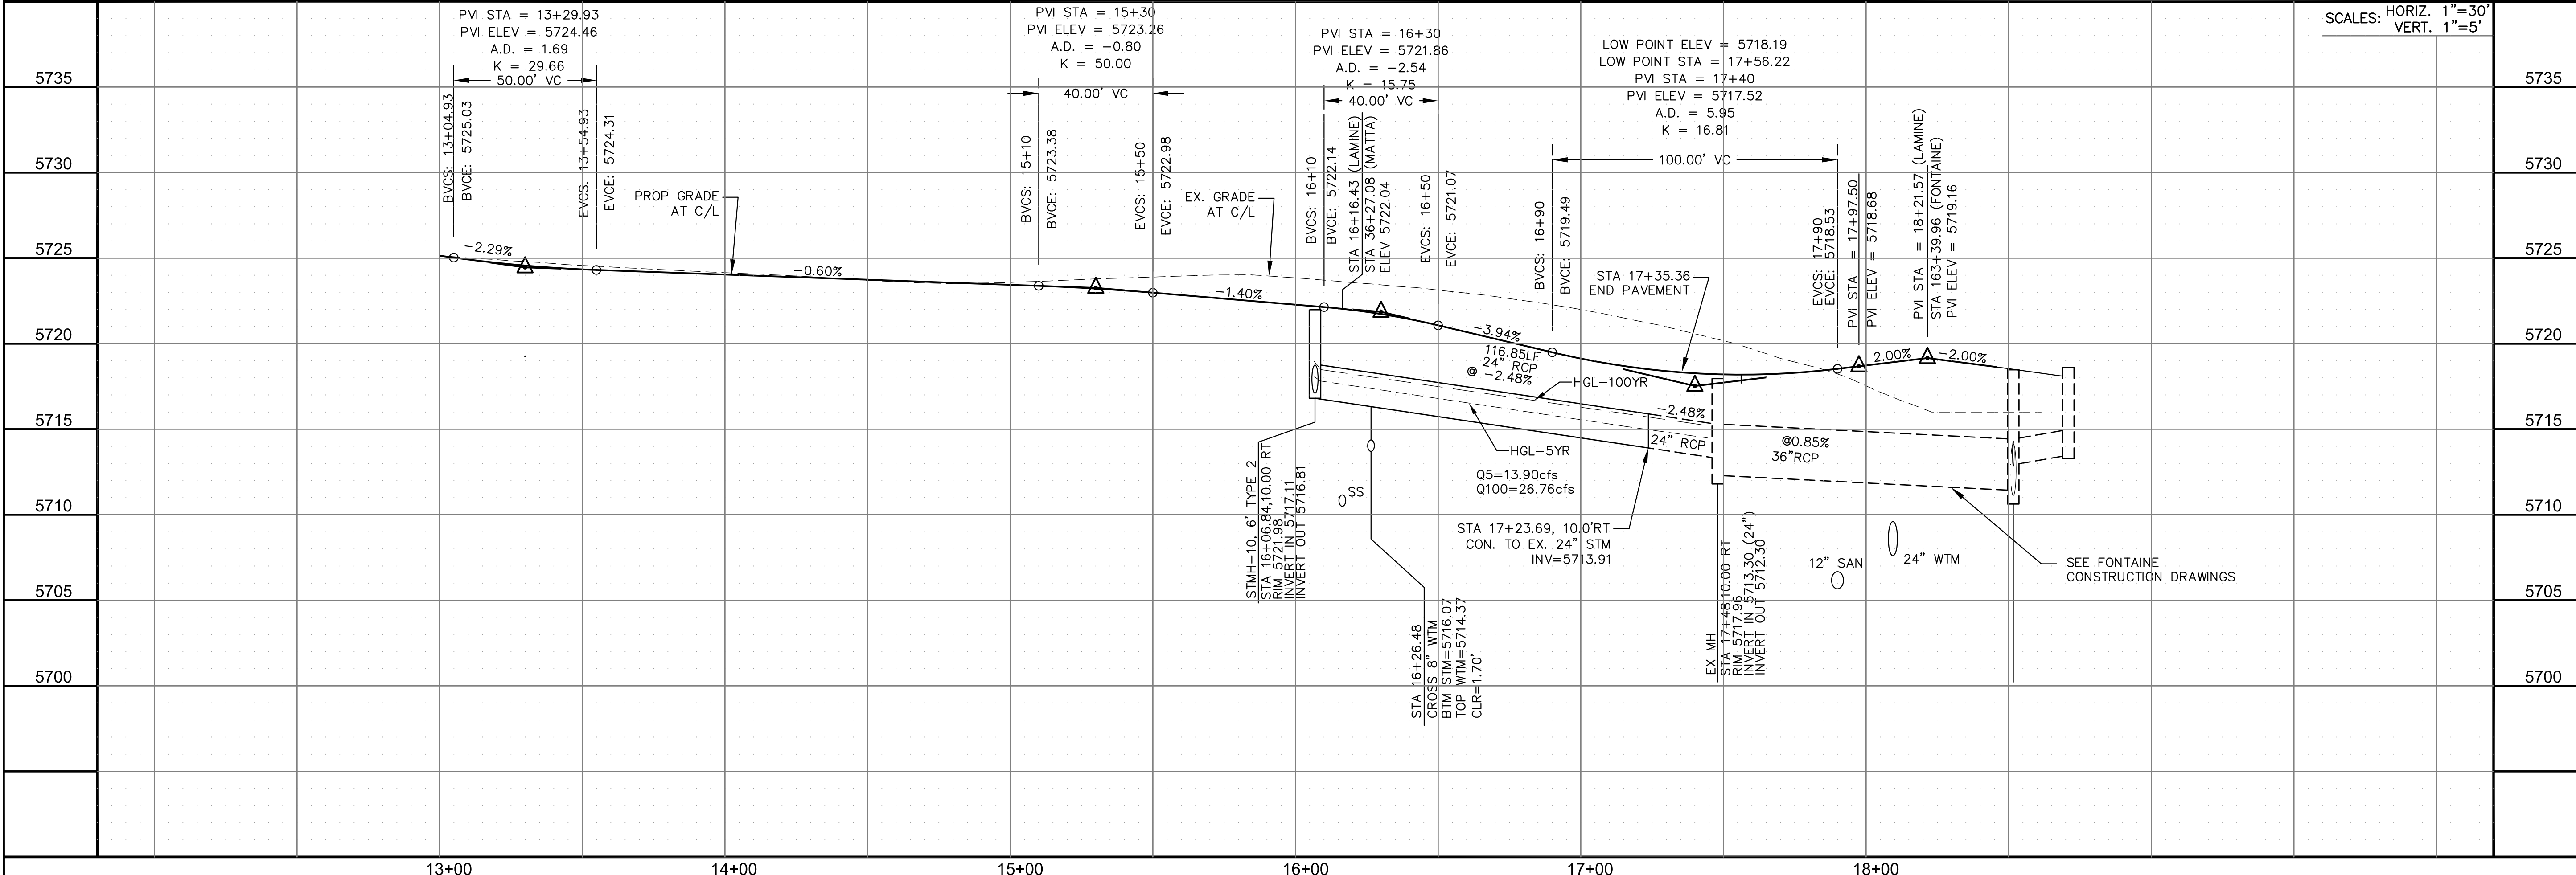 PVI STA = 13+29.93
PVI ELEV = 5724.46
A.D. = 1.69
K = 29.66
50.00' VC
BVCS: 13+04.93
BVCE: 5725.03
EVCS: 13+54.93
EVCE: 5724.31
PVI STA = 15+30
PVI ELEV = 5723.26
A.D. = -0.80
K = 50.00
40.00' VC
BVCS: 15+10
BVCE: 5723.38
EVCS: 15+50
EVCE: 5722.98
PVI STA = 16+30
PVI ELEV = 5721.86
A.D. = -2.54
K = 15.75
40.00' VC
BVCS: 16+10
BVCE: 5722.14
STA 16+16.43 (LAMINE)
STA 36+27.08 (MATTA)
ELEV 5722.04
EVCS: 16+50
EVCE: 5721.07
LOW POINT ELEV = 5718.19
LOW POINT STA = 17+56.22
PVI STA = 17+40
PVI ELEV = 5717.52
A.D. = 5.95
K = 16.81
100.00' VC
BVCS: 16+90
BVCE: 5719.49
EVCS: 17+90
EVCE: 5718.53
PVI STA = 17+97.50
PVI ELEV = 5718.68
PVI STA = 18+21.57 (LAMINE)
STA 163+39.96 (FONTAINE)
PVI ELEV = 5719.16
SCALES: HORIZ. 1"=30'
VERT. 1"=5'
5735
5735
5730
5730
5725
5725
5720
5720
5715
5715
5710
5710
5705
5705
5700
5700
PROP GRADE
AT C/L
EX. GRADE
AT C/L
-2.29%
-0.60%
-1.40%
-3.94%
2.00%
-2.00%
STA 17+35.36
END PAVEMENT
116.85LF
24" RCP
@ -2.48%
HGL-100YR
-2.48%
24" RCP
HGL-5YR
Q5=13.90cfs
Q100=26.76cfs
@0.85%
36"RCP
SS
STMH-10, 6' TYPE 2
STA 16+06.84,10.00 RT
RIM 5721.98
INVERT IN 5717.11
INVERT OUT 5716.81
STA 16+26.48
CROSS 8" WTM
BTM STM=5716.07
TOP WTM=5714.37
CLR=1.70'
STA 17+23.69, 10.0'RT
CON. TO EX. 24" STM
INV=5713.91
EX MH
STA 17+48,10.00 RT
RIM 5717.96
INVERT IN 5713.30 (24")
INVERT OUT 5712.30
12" SAN
24" WTM
SEE FONTAINE
CONSTRUCTION DRAWINGS
13+00
14+00
15+00
16+00
17+00
18+00